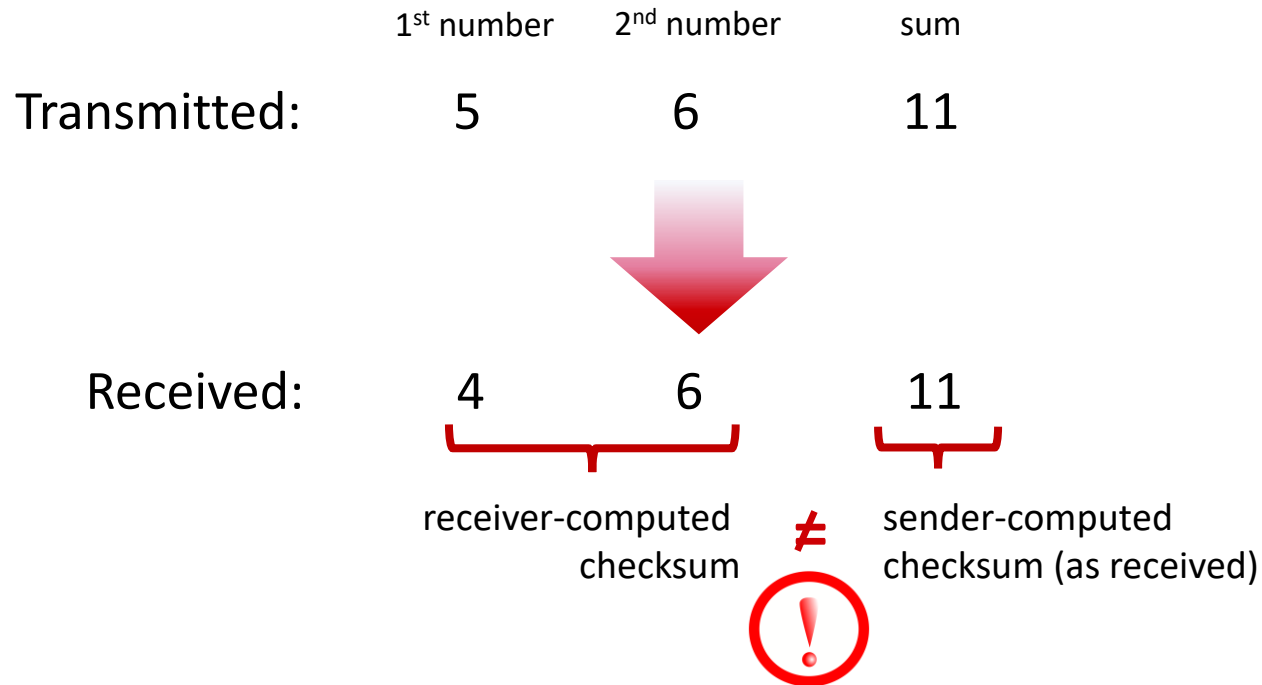 1st number 2nd number sum
Transmitted: 5 6 11
Received: 4 6 11
receiver-computed ≠ sender-computed
checksum checksum (as received)
!